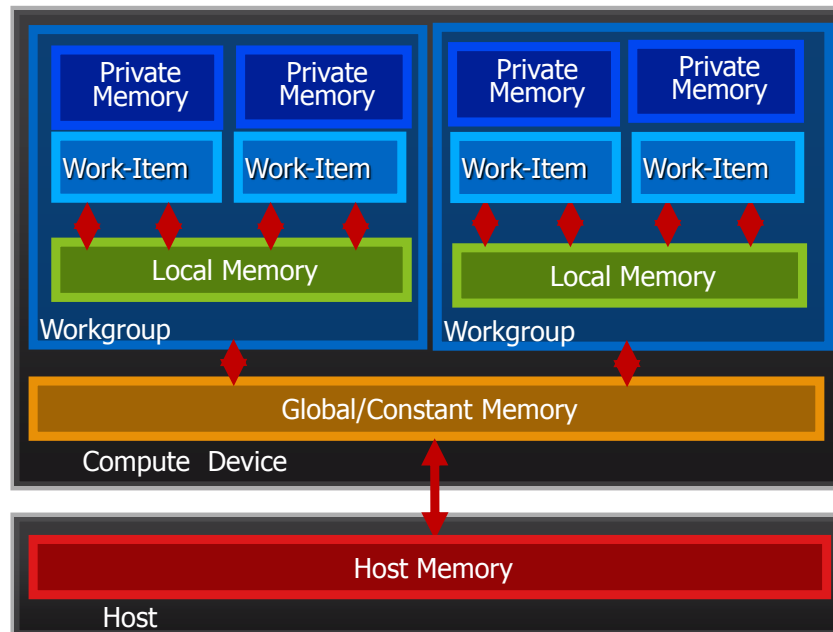 Private
Memory
Private
Memory
Private
Memory
Private
Memory
Work-Item
Work-Item
Work-Item
Work-Item
Local Memory
Local Memory
Workgroup
Workgroup
Global/Constant Memory
Compute Device
Host Memory
Host